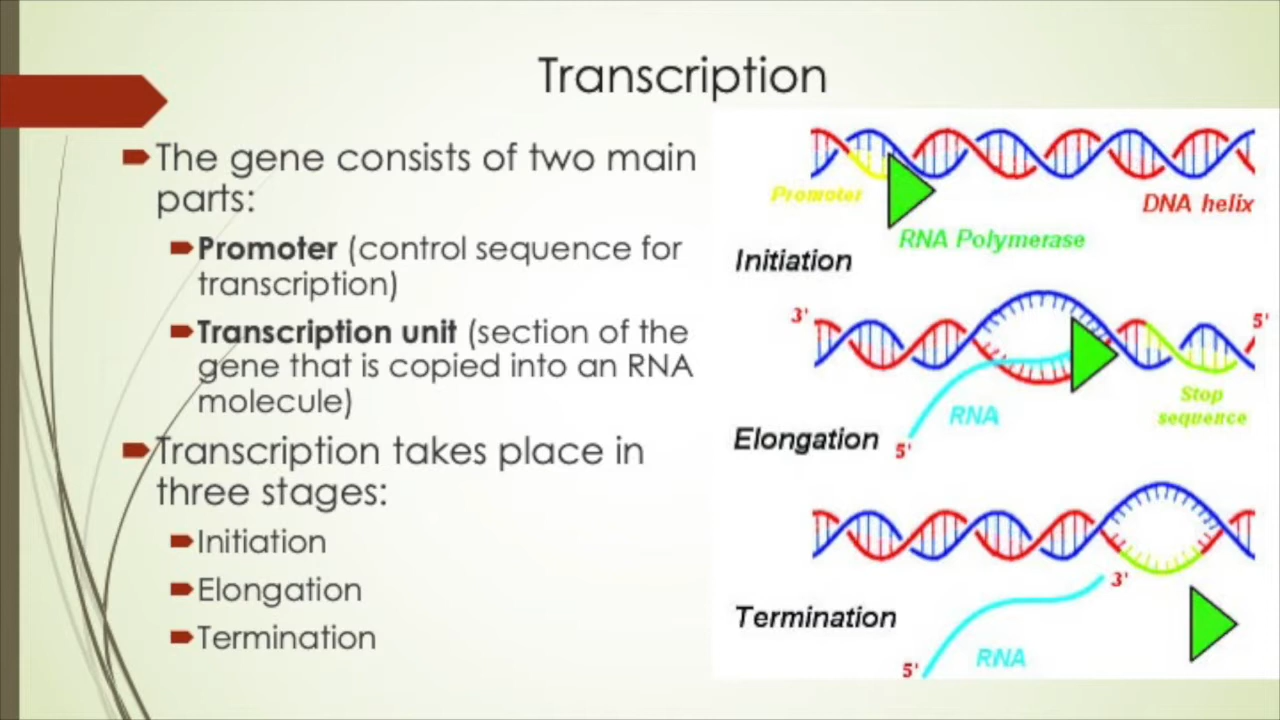 Transcription
The gene consists of two main
parts:
Promoter (control sequence for
transcription)
Transcription unit (section of the
gene that is copied into an RNA
molecule)
Transcription takes place in
three stages:
Initiation
Elongation
Termination
Promoter
DNA helix
RNA Polymerase
Initiation
3'
5'
Stop
sequence
RNA
Elongation
5'
3'
Termination
RNA
5'